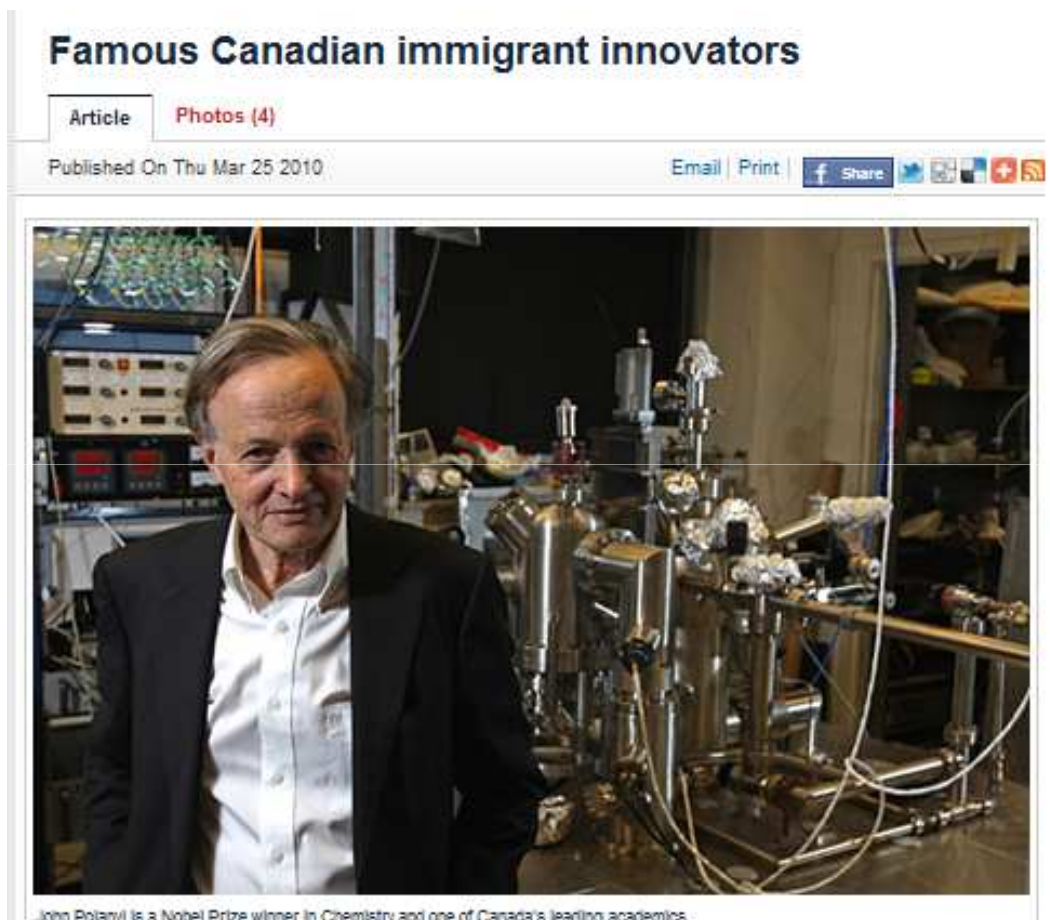 Famous Canadian immigrant innovators
Article Photos (4)
Published On Thu Mar 25 2010 Email | Print | f Share
John Polanyi is a Nobel Prize winner in Chemistry and one of Canada's leading academics.